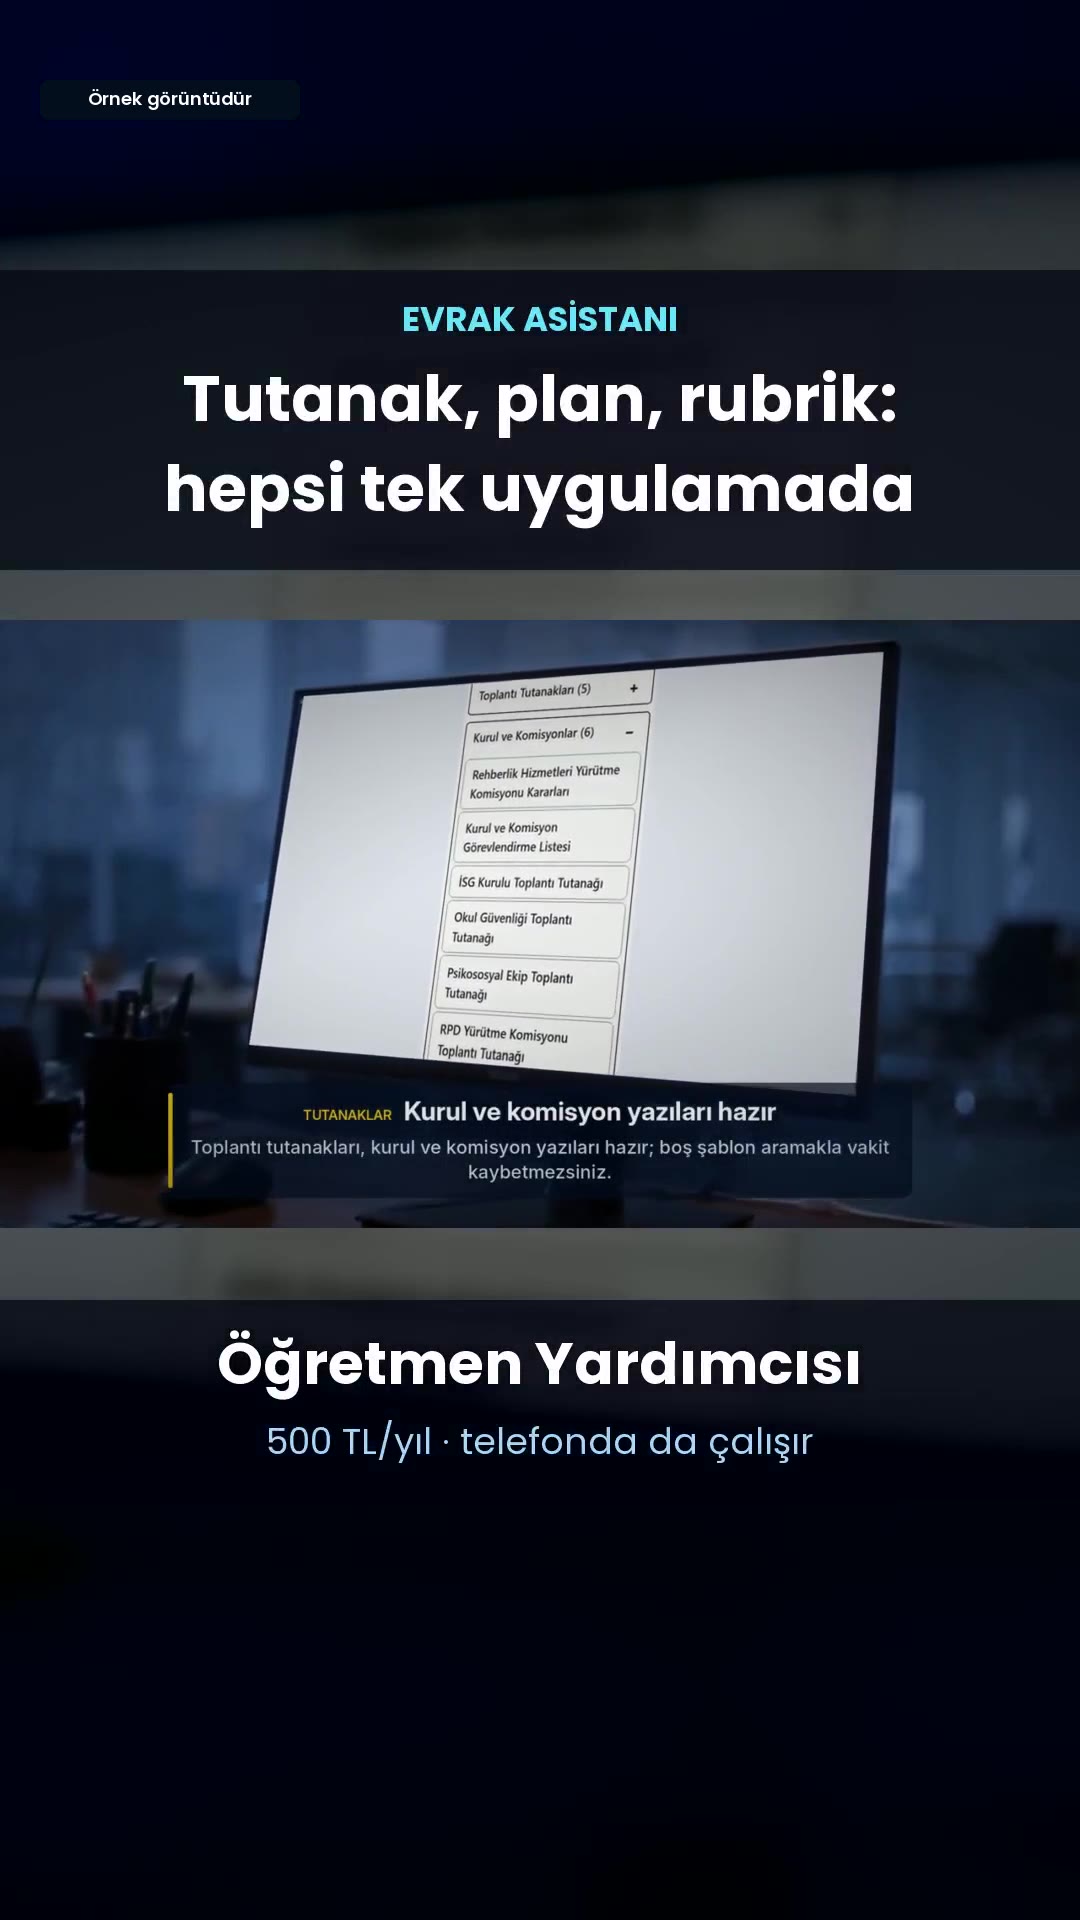 Örnek görüntüdür
EVRAK ASİSTANI
Tutanak, plan, rubrik:
hepsi tek uygulamada
Toplantı Tutanakları (5) +
Kurul ve Komisyonlar (6) −
Rehberlik Hizmetleri Yürütme
Komisyonu Kararları
Kurul ve Komisyon
Görevlendirme Listesi
İSG Kurulu Toplantı Tutanağı
Okul Güvenliği Toplantı
Tutanağı
Psikososyal Ekip Toplantı
Tutanağı
RPD Yürütme Komisyonu
Toplantı Tutanağı
TUTANAKLAR Kurul ve komisyon yazıları hazır
Toplantı tutanakları, kurul ve komisyon yazıları hazır; boş şablon aramakla vakit
kaybetmezsiniz.
Öğretmen Yardımcısı
500 TL/yıl · telefonda da çalışır